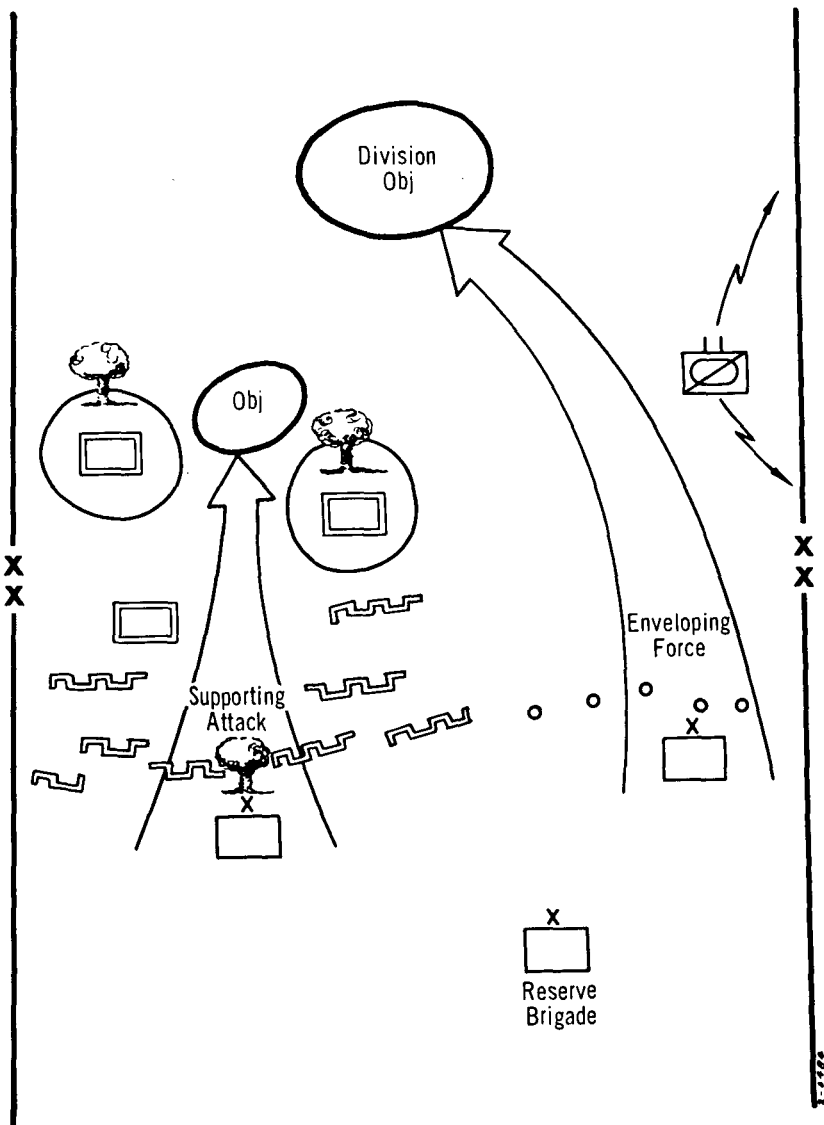 Division
Obj
Obj
X
X
X
X
Enveloping
Force
Supporting
Attack
X
X
X
Reserve
Brigade